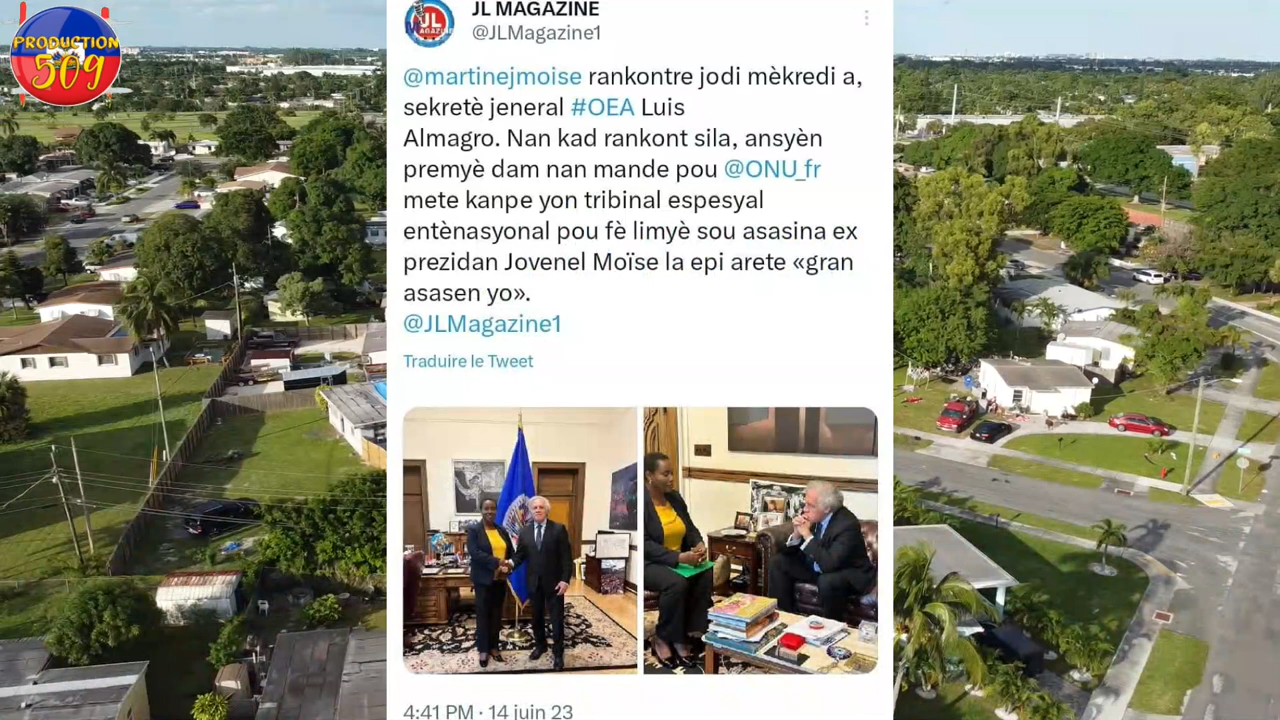 PRODUCTION
509
JL MAGAZINE
@JLMagazine1
@martinejmoise rankontre jodi mèkredi a,
sekretè jeneral #OEA Luis
Almagro. Nan kad rankont sila, ansyèn
premyè dam nan mande pou @ONU_fr
mete kanpe yon tribinal espesyal
entènasyonal pou fè limyè sou asasina ex
prezidan Jovenel Moïse la epi arete «gran
asasen yo».
@JLMagazine1
Traduire le Tweet
4:41 PM · 14 juin 23